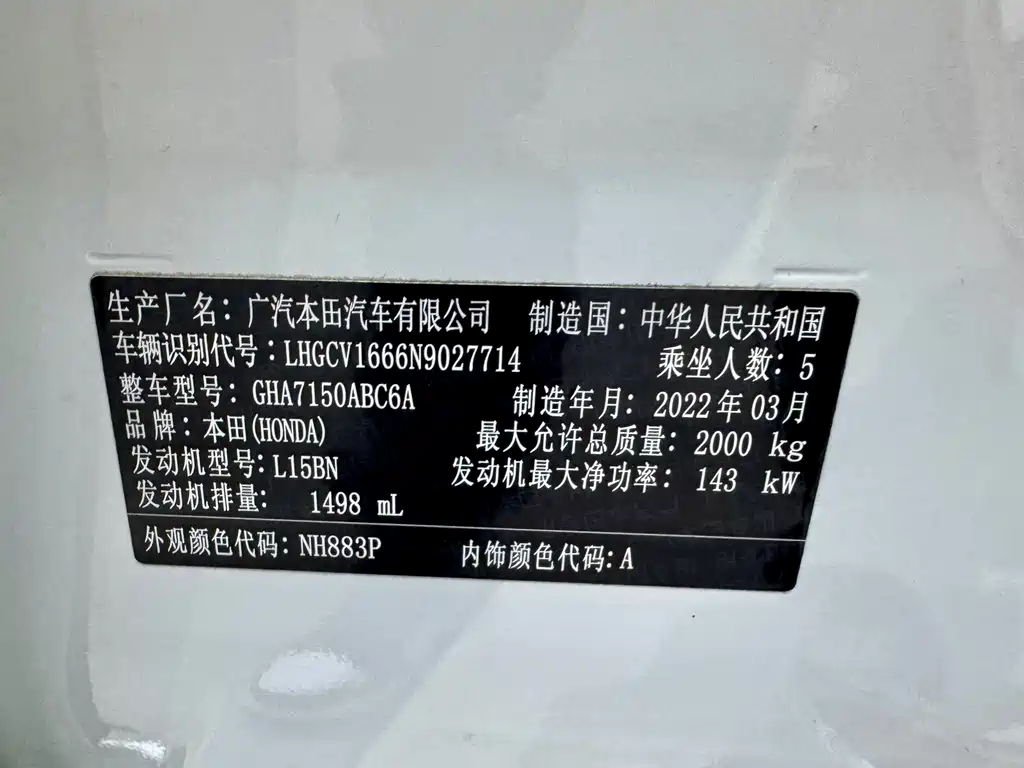 生产厂名：广汽本田汽车有限公司 制造国：中华人民共和国
车辆识别代号：LHGCV1666N9027714 乘坐人数：5
整车型号：GHA7150ABC6A 制造年月：2022年03月
品牌：本田(HONDA) 最大允许总质量：2000 kg
发动机型号：L15BN 发动机最大净功率：143 kW
发动机排量：1498 mL
外观颜色代码：NH883P 内饰颜色代码：A